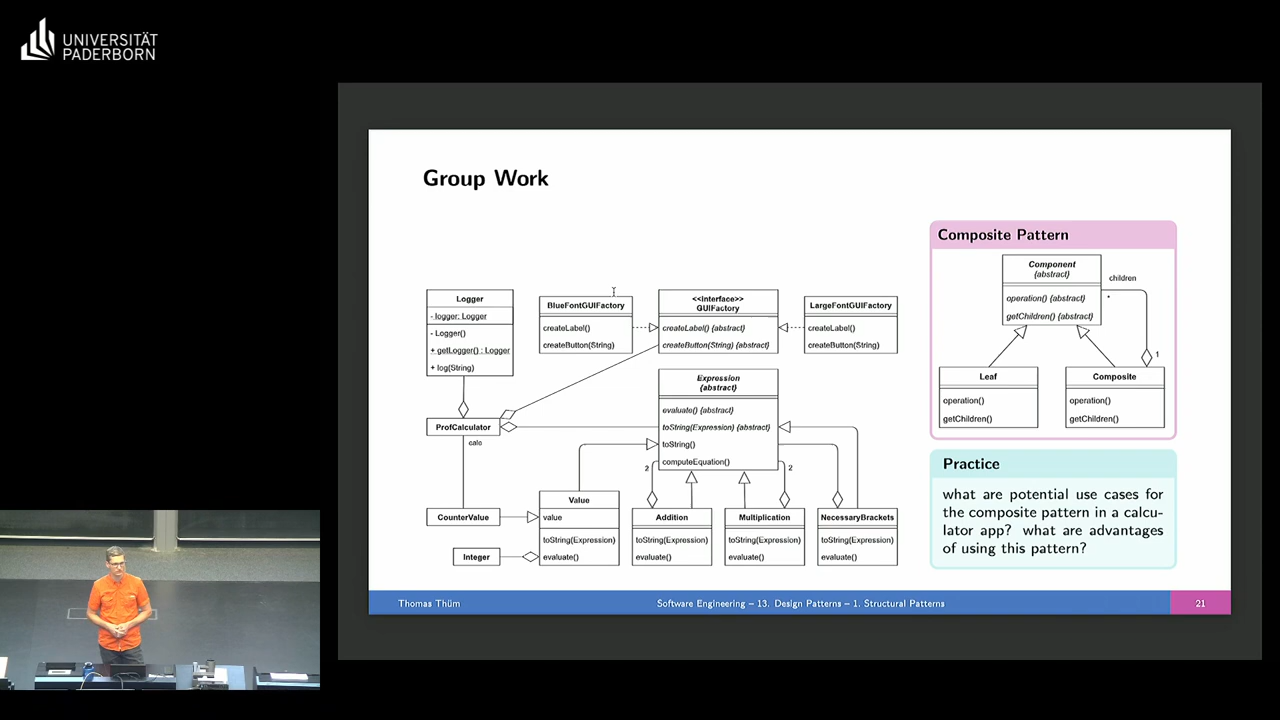 UNIVERSITÄT
PADERBORN
Group Work
Logger
- logger: Logger
- Logger()
+ getLogger() : Logger
+ log(String)
BlueFontGUIFactory
createLabel()
createButton(String)
<<interface>>
GUIFactory
createLabel() {abstract}
createButton(String) {abstract}
LargeFontGUIFactory
createLabel()
createButton(String)
Expression
{abstract}
evaluate() {abstract}
toString(Expression) {abstract}
toString()
computeEquation()
ProfCalculator
calc
2
2
CounterValue
Integer
Value
value
toString(Expression)
evaluate()
Addition
toString(Expression)
evaluate()
Multiplication
toString(Expression)
evaluate()
NecessaryBrackets
toString(Expression)
evaluate()
Composite Pattern
Component
{abstract}
operation() {abstract}
getChildren() {abstract}
children
*
1
Leaf
operation()
getChildren()
Composite
operation()
getChildren()
Practice
what are potential use cases for
the composite pattern in a calcu-
lator app? what are advantages
of using this pattern?
Thomas Thüm
Software Engineering – 13. Design Patterns – 1. Structural Patterns
21